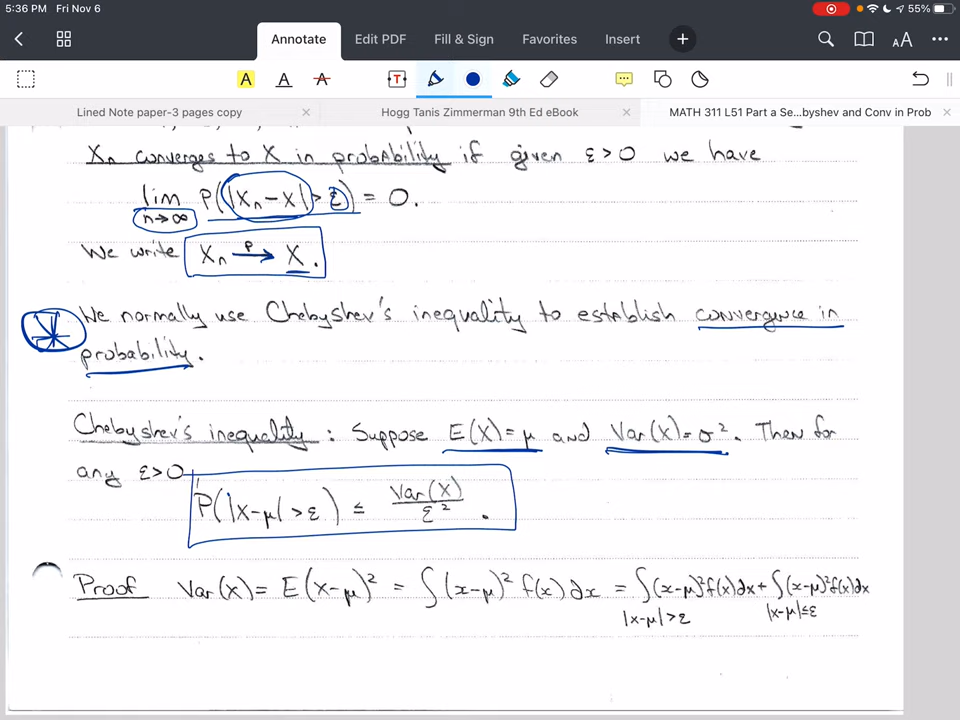 5:36 PM Fri Nov 6 55%
Annotate Edit PDF Fill & Sign Favorites Insert AA
A A A T
Lined Note paper-3 pages copy Hogg Tanis Zimmerman 9th Ed eBook MATH 311 L51 Part a Se...byshev and Conv in Prob
Xn converges to X in probability if given ε>0 we have
lim P(|Xn-X|>ε) = 0.
n→∞
We write Xn →ᵖ X.
We normally use Chebyshev's inequality to establish convergence in
probability.
Chebyshev's inequality: Suppose E(X)=μ and Var(X)=σ². Then for
any ε>0
P(|X-μ|>ε) ≤ Var(X)/ε².
Proof Var(X)= E(X-μ)² = ∫(x-μ)² f(x)dx = ∫(x-μ)²f(x)dx + ∫(x-μ)²f(x)dx
|x-μ|>ε |x-μ|≤ε